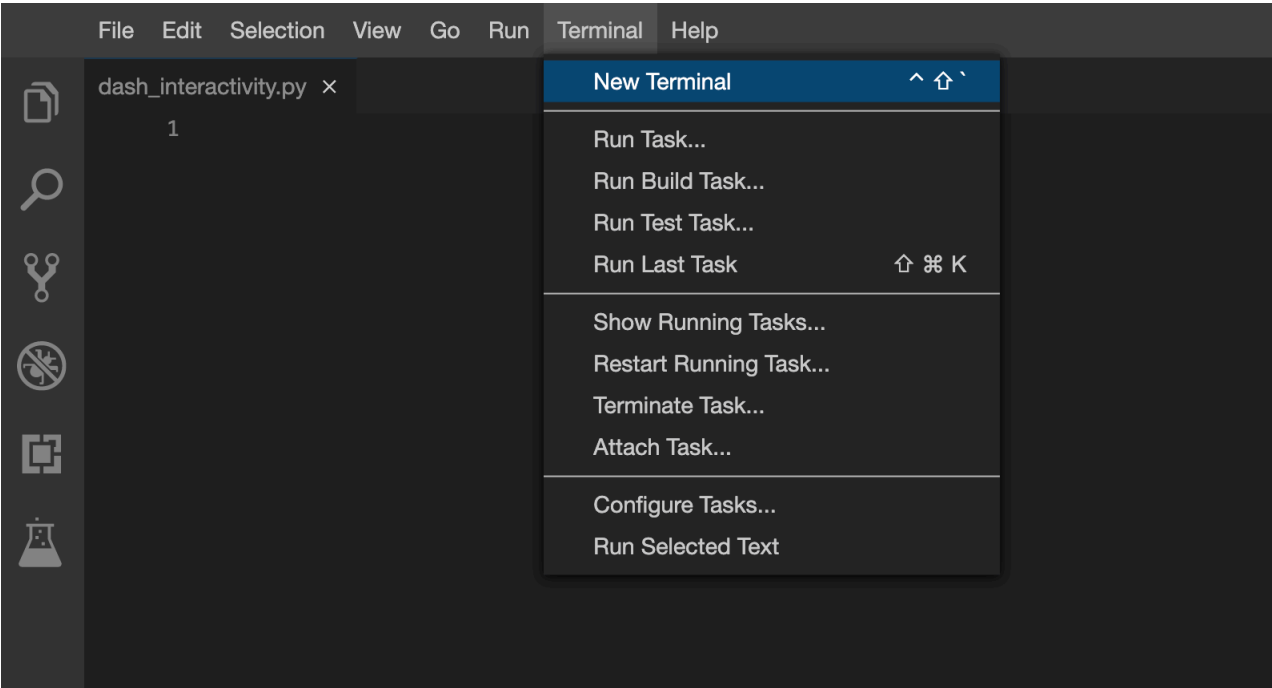 File Edit Selection View Go Run Terminal Help
dash_interactivity.py ×
1
New Terminal ^⇧`
Run Task...
Run Build Task...
Run Test Task...
Run Last Task ⇧⌘K
Show Running Tasks...
Restart Running Task...
Terminate Task...
Attach Task...
Configure Tasks...
Run Selected Text